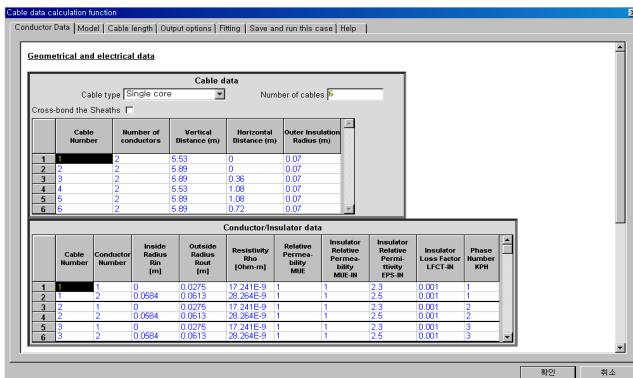 Cable data calculation function
Conductor Data | Model | Cable length | Output options | Fitting | Save and run this case | Help |
Geometrical and electrical data
Cable data
Cable type Single core Number of cables 6
Cross-bond the Sheaths
Cable Number Number of conductors Vertical Distance (m) Horizontal Distance (m) Outer Insulation Radius (m)
1 1 2 5.53 0 0.07
2 2 2 5.89 0 0.07
3 3 2 5.89 0.36 0.07
4 4 2 5.53 1.08 0.07
5 5 2 5.89 1.08 0.07
6 6 2 5.89 0.72 0.07
Conductor/Insulator data
Cable Number Conductor Number Inside Radius Rin [m] Outside Radius Rout [m] Resistivity Rho [Ohm-m] Relative Permea-bility MUE Insulator Relative Permea-bility MUE-IN Insulator Relative Permi-ttivity EPS-IN Insulator Loss Factor LFCT-IN Phase Number KPH
1 1 1 0 0.0275 17.241E-9 1 1 2.3 0.001 1
2 1 2 0.0584 0.0613 28.264E-9 1 1 2.5 0.001 1
3 2 1 0 0.0275 17.241E-9 1 1 2.3 0.001 2
4 2 2 0.0584 0.0613 28.264E-9 1 1 2.5 0.001 2
5 3 1 0 0.0275 17.241E-9 1 1 2.3 0.001 3
6 3 2 0.0584 0.0613 28.264E-9 1 1 2.5 0.001 3
확인 취소